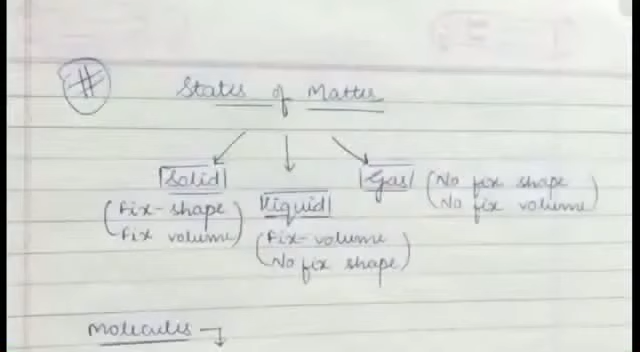 #
States of Matter
Solid
(Fix-shape
Fix volume)
Liquid
(Fix-volume
No fix shape)
Gas (No fix shape
No fix volume)
Moleculs